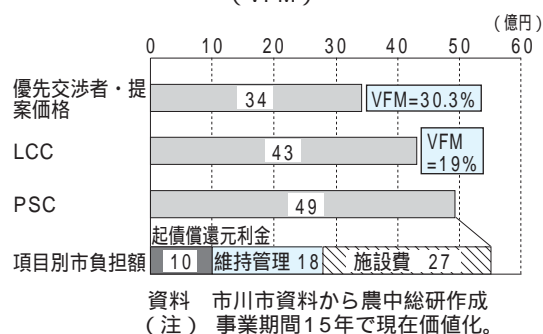 (VFM)
(億円)
0 10 20 30 40 50 60
優先交渉者・提
案価格
34
VFM=30.3%
LCC
43
VFM
=19%
PSC
49
起債償還元利金
項目別市負担額
10
維持管理 18
施設費 27
資料 市川市資料から農中総研作成
(注) 事業期間15年で現在価値化。